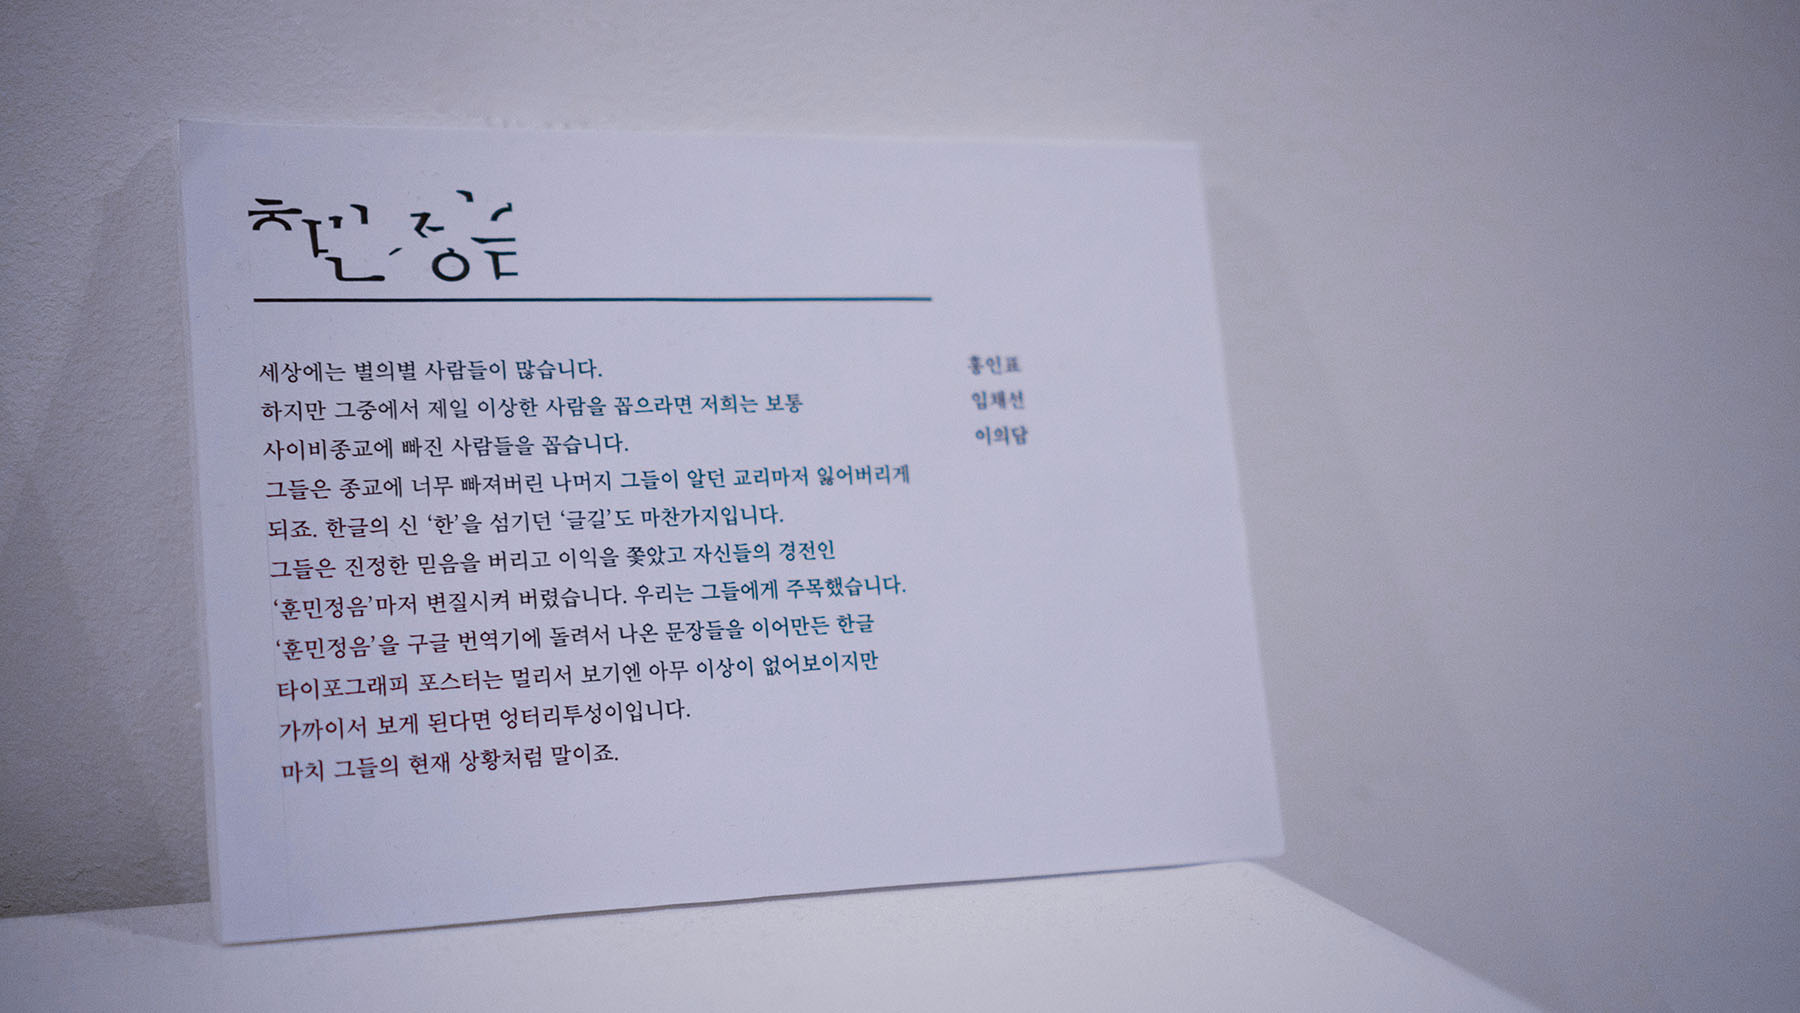 세상에는 별의별 사람들이 많습니다.
하지만 그중에서 제일 이상한 사람을 꼽으라면 저희는 보통
사이비종교에 빠진 사람들을 꼽습니다.
그들은 종교에 너무 빠져버린 나머지 그들이 알던 교리마저 잃어버리게
되죠. 한글의 신 ‘한’을 섬기던 ‘글길’도 마찬가지입니다.
그들은 진정한 믿음을 버리고 이익을 쫓았고 자신들의 경전인
‘훈민정음’마저 변질시켜 버렸습니다. 우리는 그들에게 주목했습니다.
‘훈민정음’을 구글 번역기에 돌려서 나온 문장들을 이어만든 한글
타이포그래피 포스터는 멀리서 보기엔 아무 이상이 없어보이지만
가까이서 보게 된다면 엉터리투성이입니다.
마치 그들의 현재 상황처럼 말이죠.
홍인표
임채선
이의담